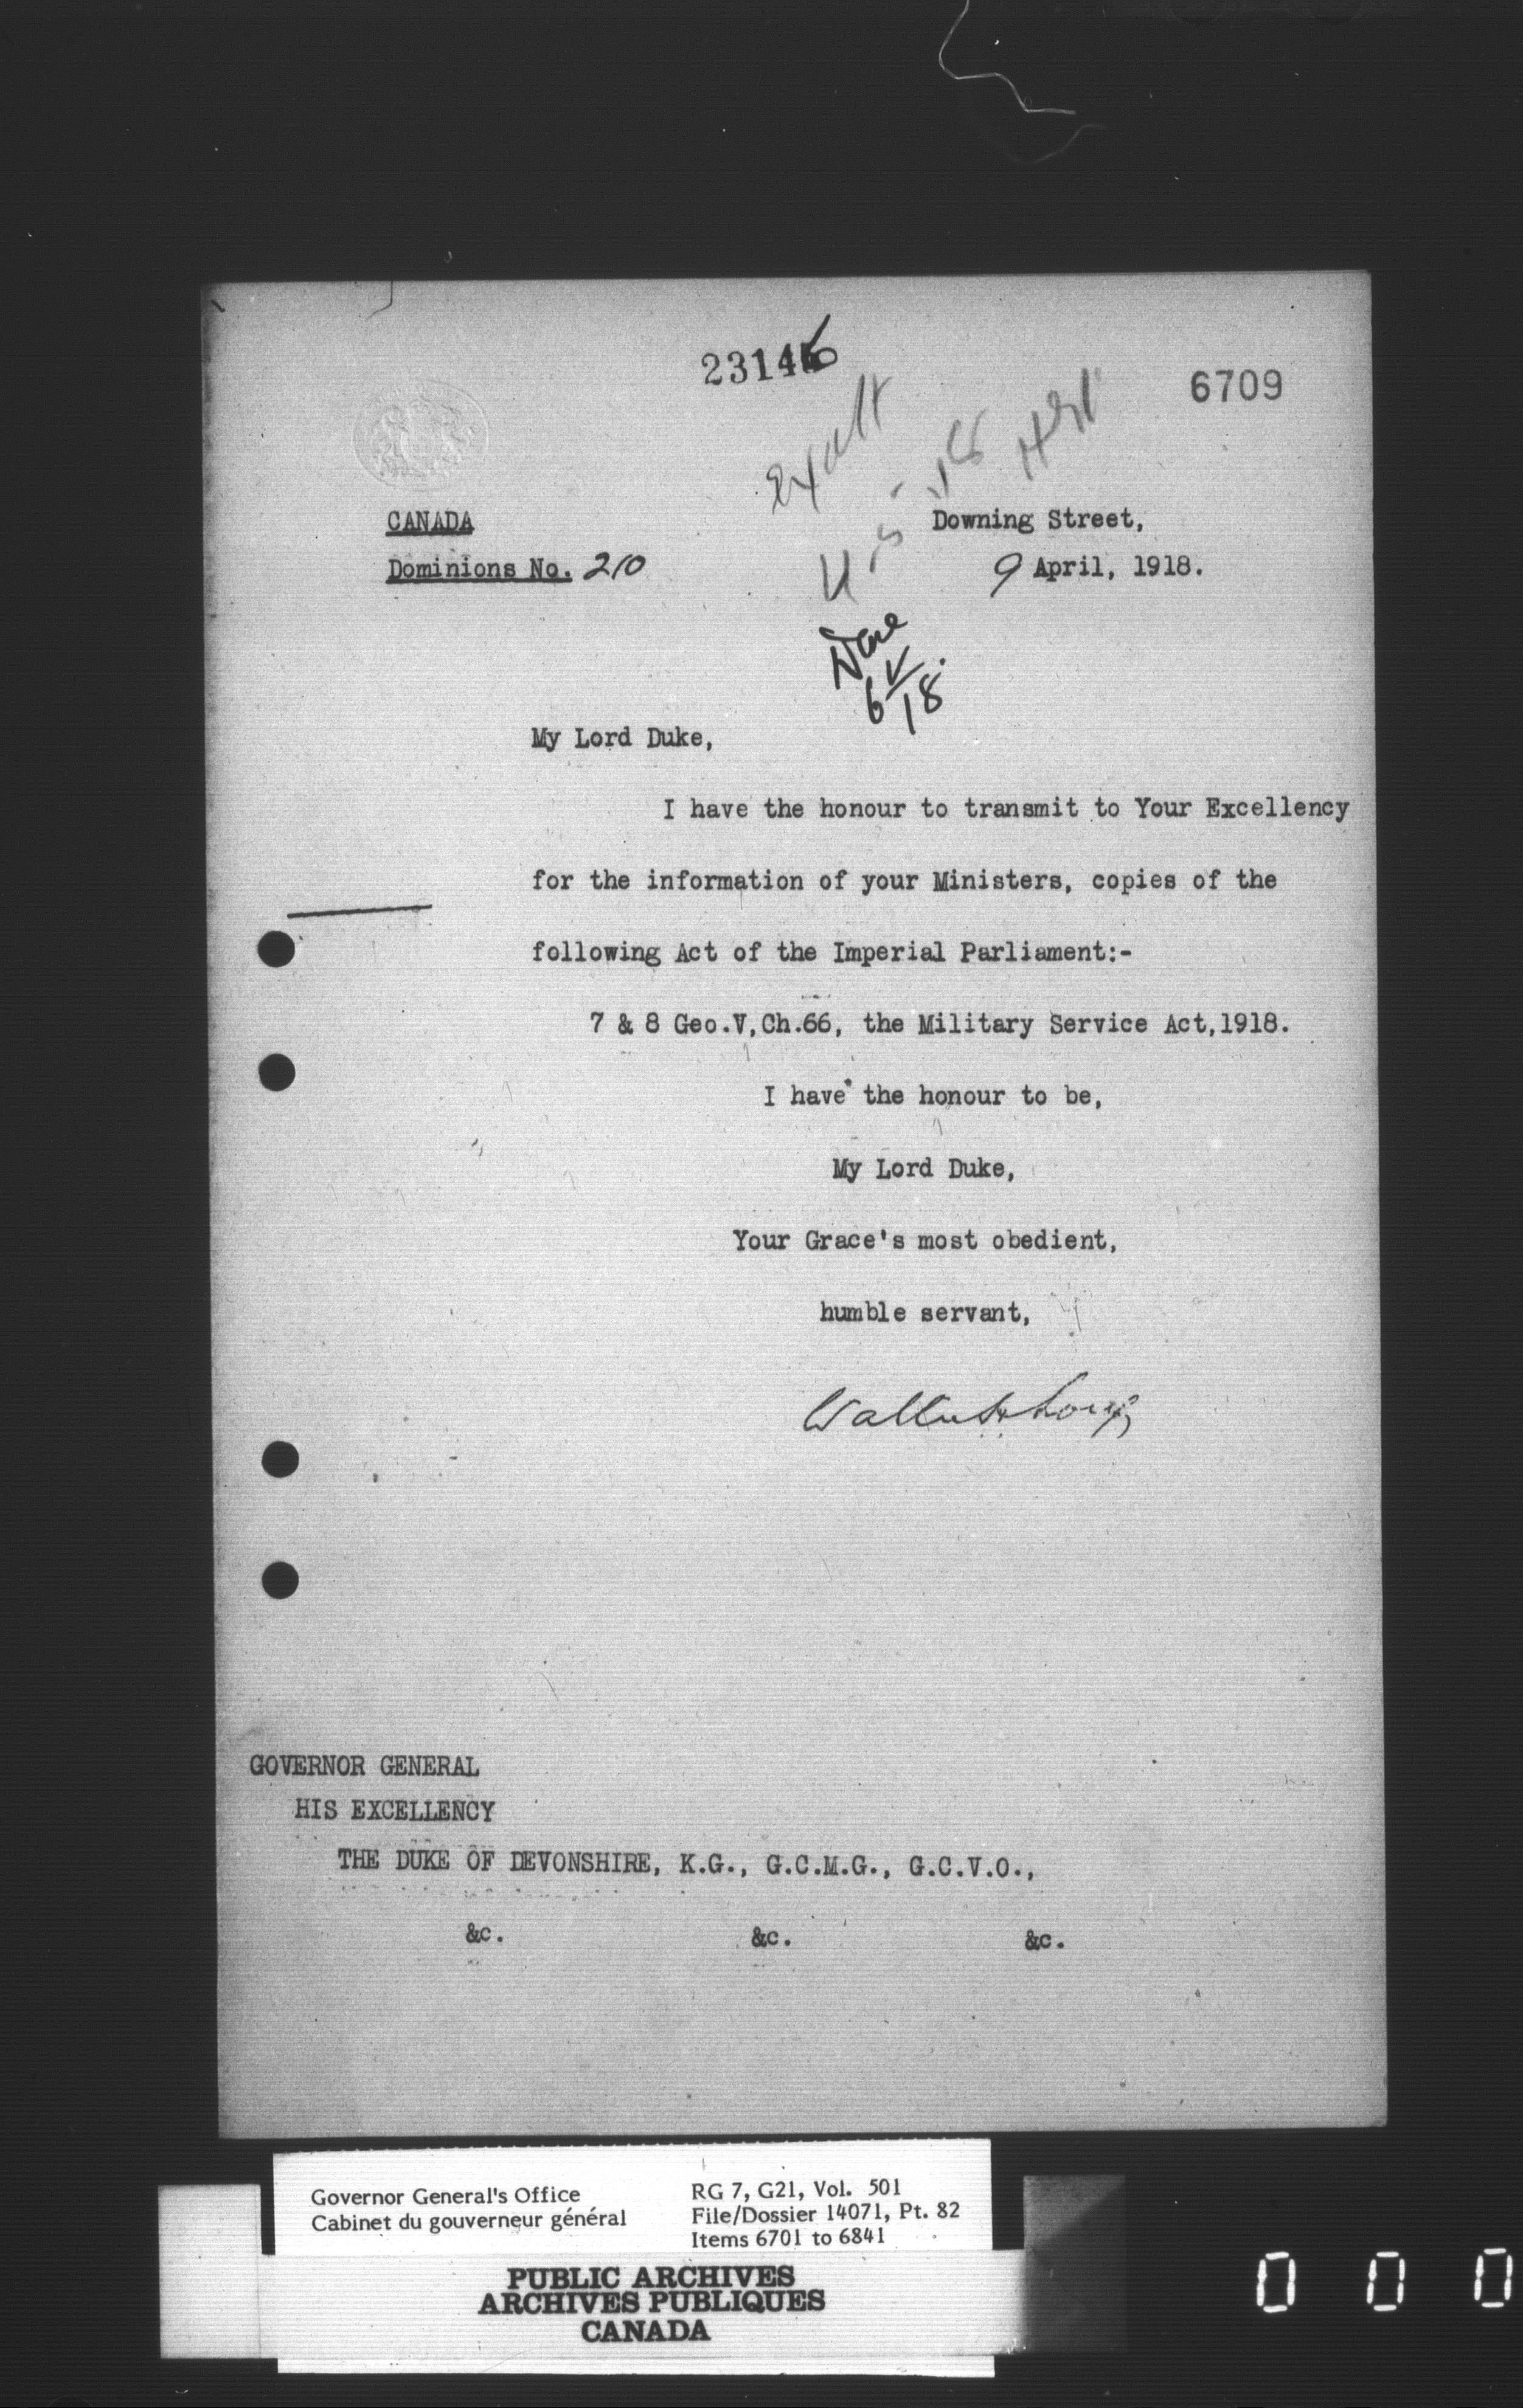 23146
6709
CANADA
Downing Street,
Dominions No. 210
9 April, 1918.
6 V/18.
My Lord Duke,
I have the honour to transmit to Your Excellency
for the information of your Ministers, copies of the
following Act of the Imperial Parliament:-
7 & 8 Geo.V,Ch.66, the Military Service Act,1918.
I have the honour to be,
My Lord Duke,
Your Grace's most obedient,
humble servant,
Walter H Long
GOVERNOR GENERAL
HIS EXCELLENCY
THE DUKE OF DEVONSHIRE, K.G., G.C.M.G., G.C.V.O.,
&c. &c. &c.
Governor General's Office
Cabinet du gouverneur général
RG 7, G21, Vol. 501
File/Dossier 14071, Pt. 82
Items 6701 to 6841
PUBLIC ARCHIVES
ARCHIVES PUBLIQUES
CANADA
0 0 0